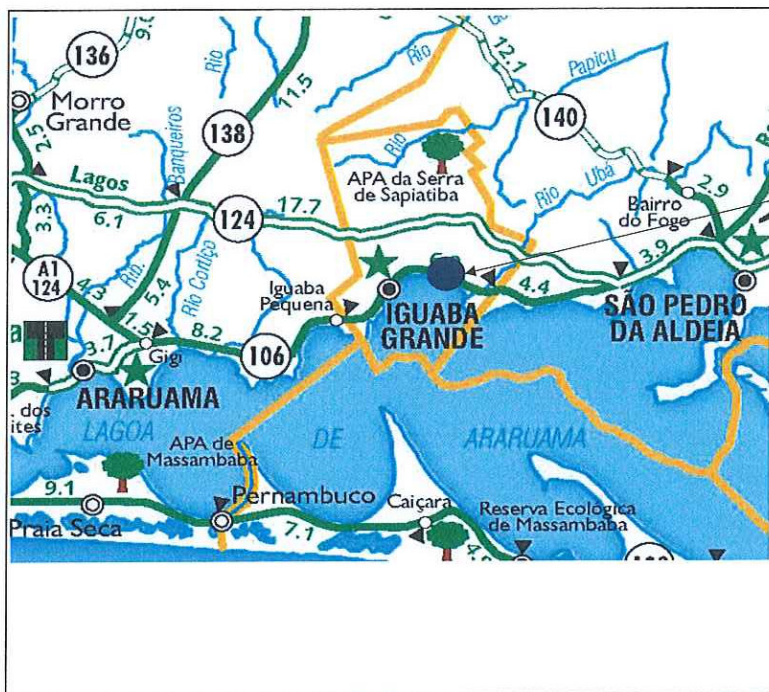 136
Morro
Grande
2.5
Rio
11.5
138
Banqueiros
Lagos
6.1
3.3
A1
124
4.3
Rib.
5.4
Rio Cortiço
124
17.7
Rio
12.1
Papicu
140
Rio
APA da Serra
de Sapiatiba
Rio
Ubá
2.9
Bairro
do Fogo
3.9
4.4
Iguaba
Pequena
IGUABA
GRANDE
SÃO PEDRO
DA ALDEIA
1.5
8.2
106
3.7
Gigi
ARARUAMA
dos
LAGOA
DE
ARARUAMA
APA de
Massambaba
9.1
Praia Seca
Pernambuco
7.1
Caiçara
Reserva Ecológica
de Massambaba